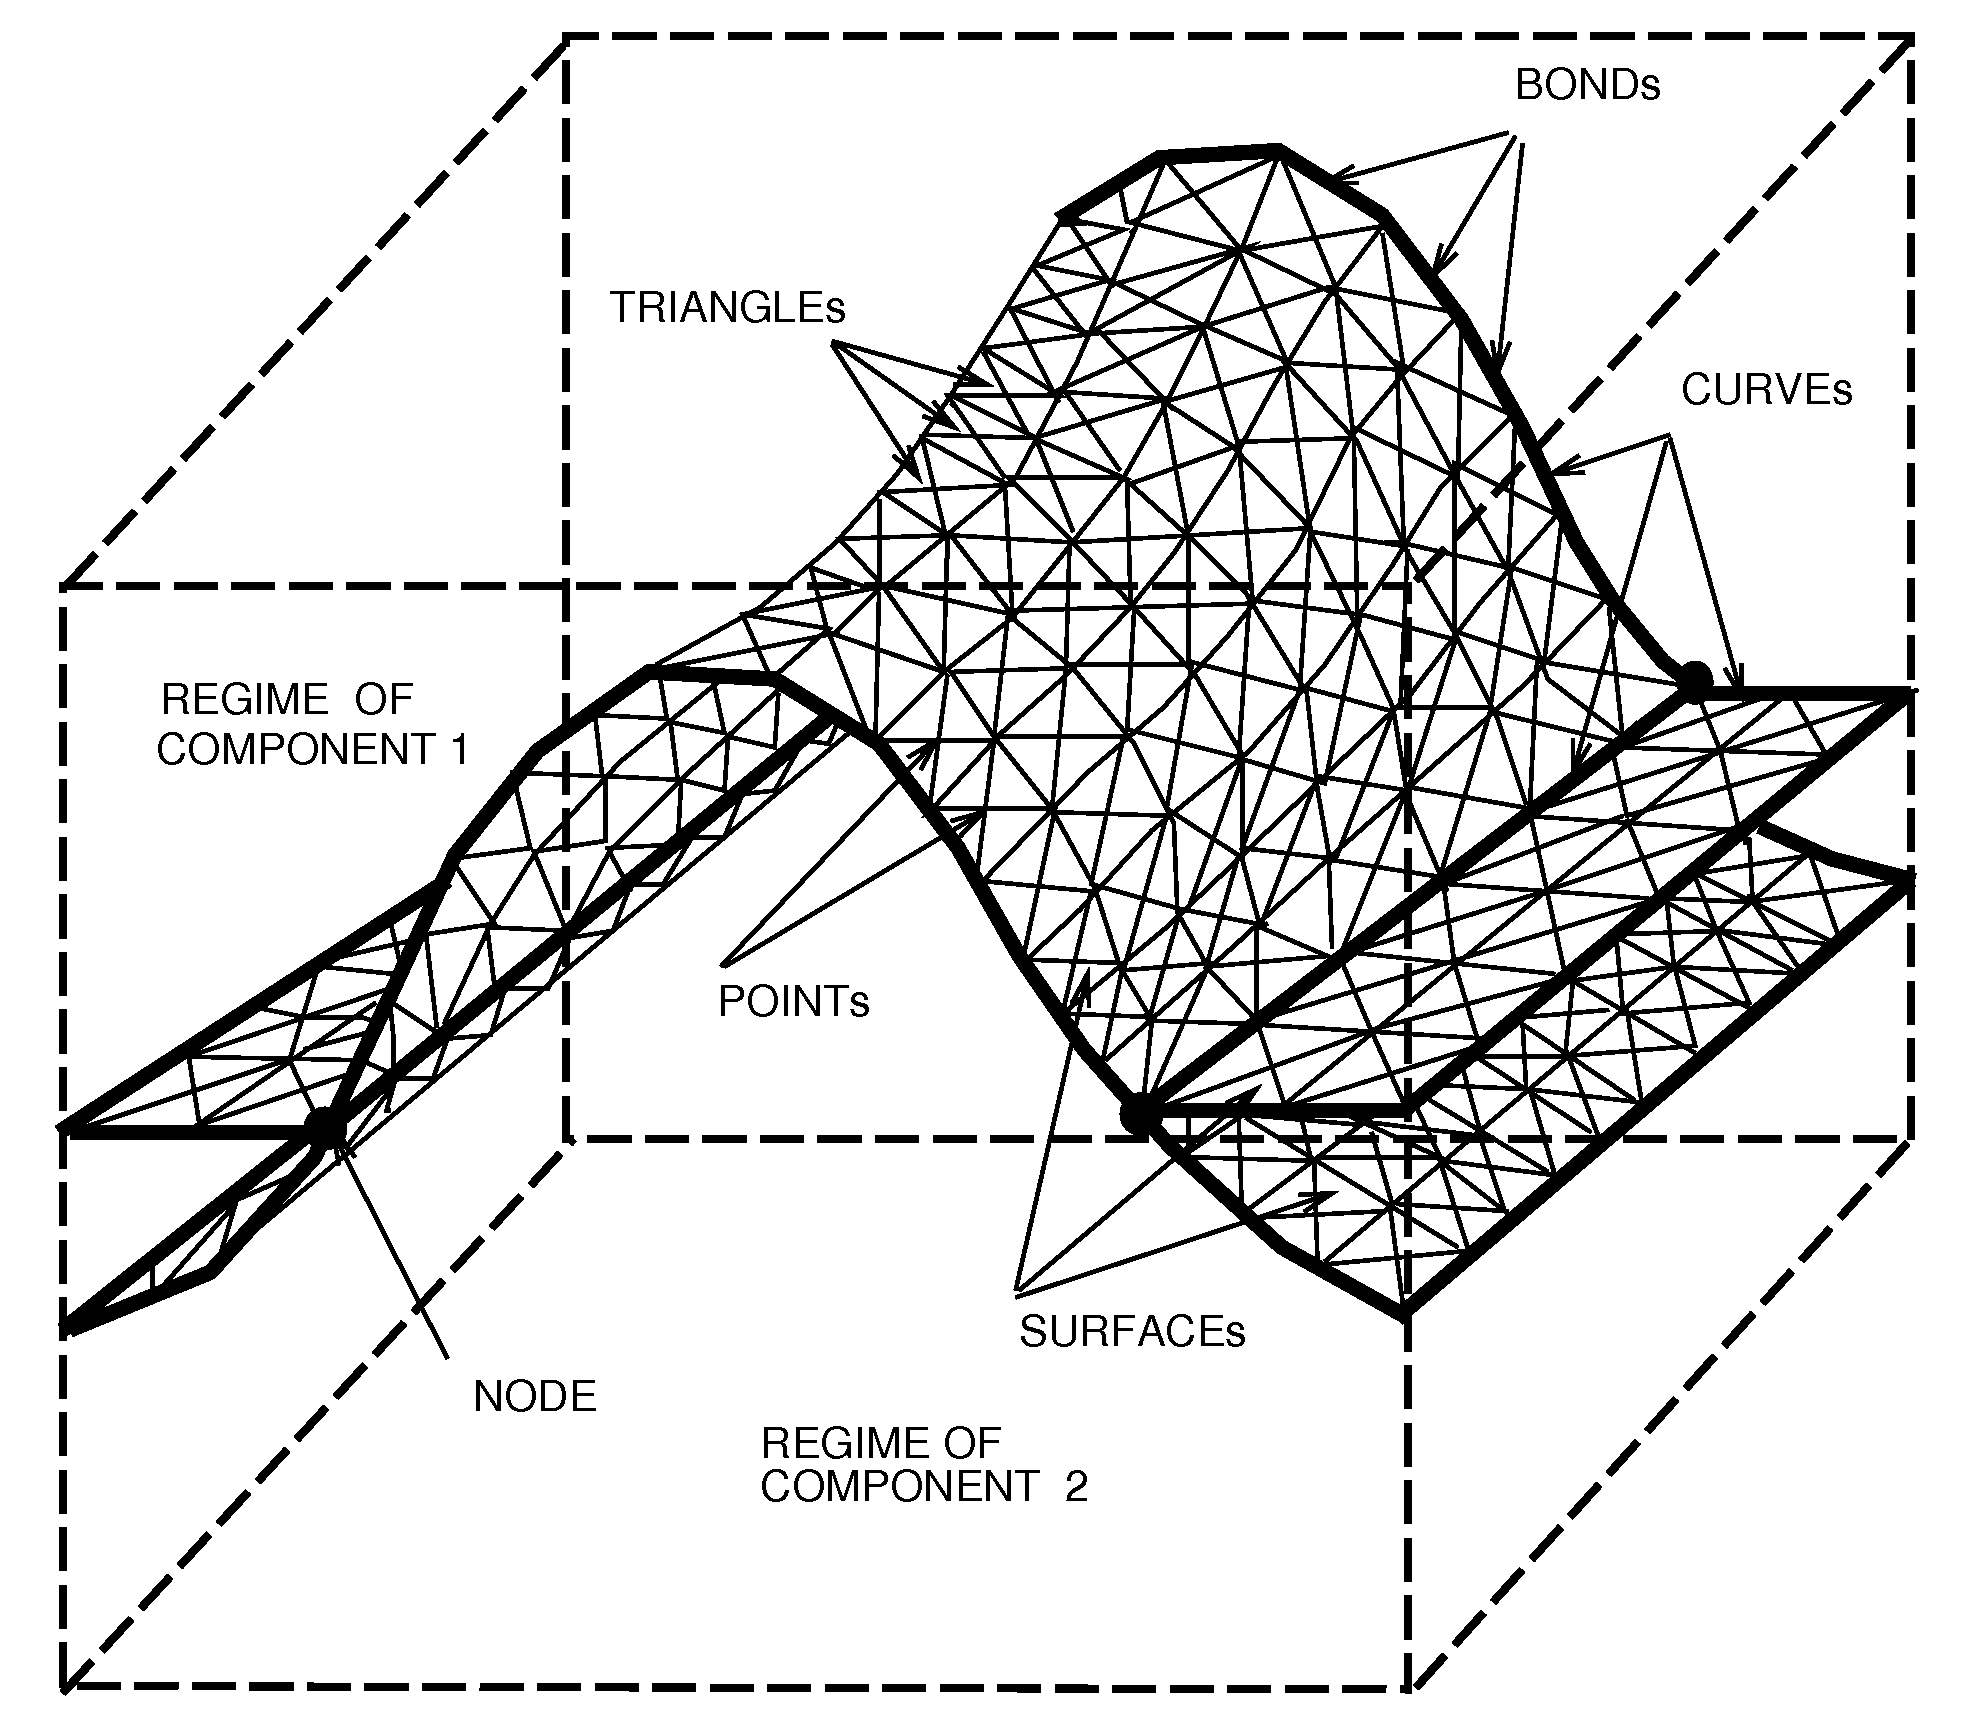 BONDs
TRIANGLEs
CURVEs
REGIME OF
COMPONENT 1
POINTs
SURFACEs
NODE
REGIME OF
COMPONENT 2